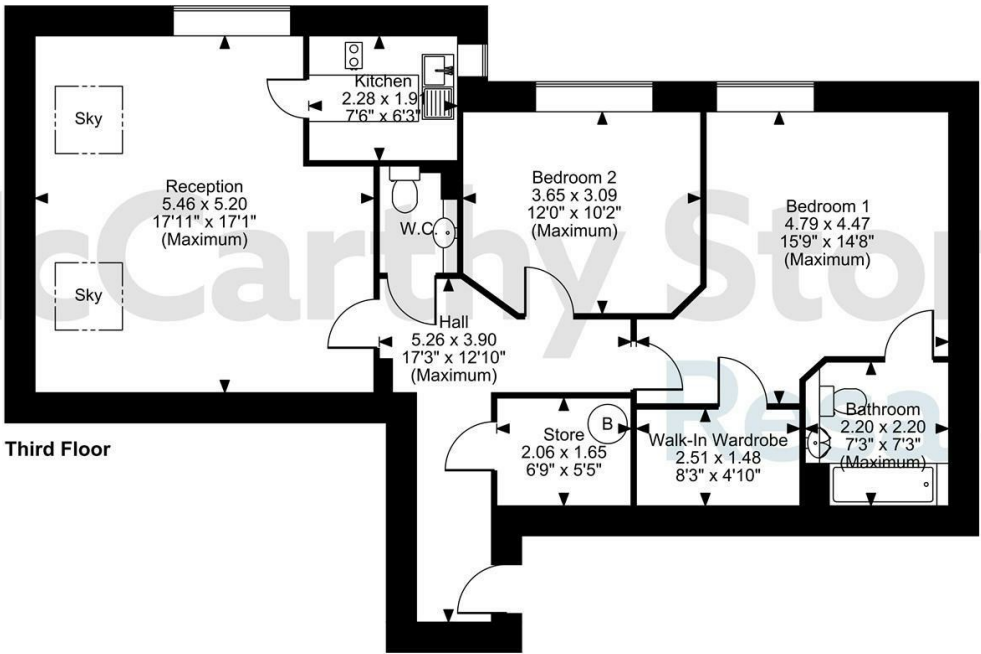 Sky
Sky
Reception
5.46 x 5.20
17'11" x 17'1"
(Maximum)
Kitchen
2.28 x 1.91
7'6" x 6'3"
W.C.
Bedroom 2
3.65 x 3.09
12'0" x 10'2"
(Maximum)
Bedroom 1
4.79 x 4.47
15'9" x 14'8"
(Maximum)
Hall
5.26 x 3.90
17'3" x 12'10"
(Maximum)
Store
2.06 x 1.65
6'9" x 5'5"
B
Walk-In Wardrobe
2.51 x 1.48
8'3" x 4'10"
Bathroom
2.20 x 2.20
7'3" x 7'3"
(Maximum)
Third Floor
cCarthy Sto
Resa